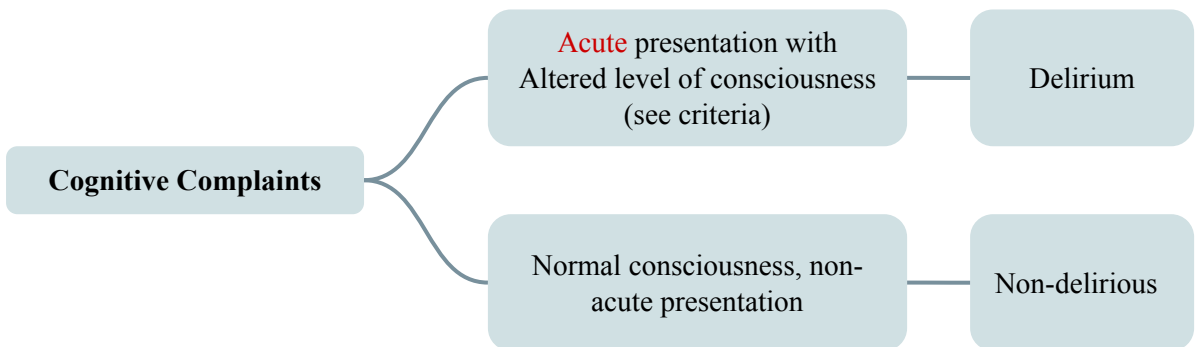 Cognitive Complaints
Acute presentation with
Altered level of consciousness
(see criteria)
Delirium
Normal consciousness, non-
acute presentation
Non-delirious